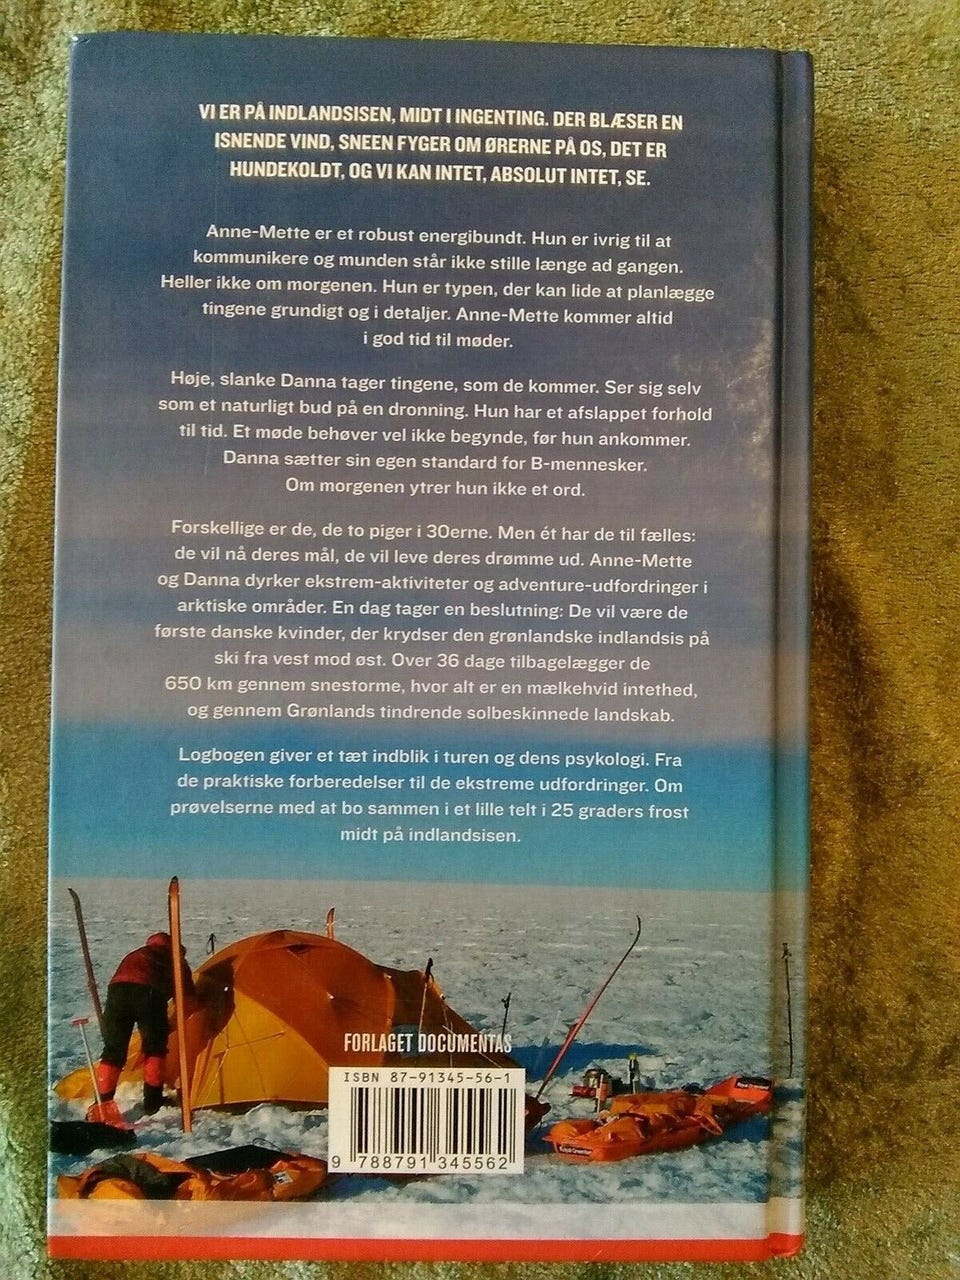 VI ER PÅ INDLANDSISEN, MIDT I INGENTING. DER BLÆSER EN
ISNENDE VIND, SNEEN FYGER OM ØRERNE PÅ OS, DET ER
HUNDEKOLDT, OG VI KAN INTET, ABSOLUT INTET, SE.
Anne-Mette er et robust energibundt. Hun er ivrig til at
kommunikere og munden står ikke stille længe ad gangen.
Heller ikke om morgenen. Hun er typen, der kan lide at planlægge
tingene grundigt og i detaljer. Anne-Mette kommer altid
i god tid til møder.
Høje, slanke Danna tager tingene, som de kommer. Ser sig selv
som et naturligt bud på en dronning. Hun har et afslappet forhold
til tid. Et møde behøver vel ikke begynde, før hun ankommer.
Danna sætter sin egen standard for B-mennesker.
Om morgenen ytrer hun ikke et ord.
Forskellige er de, de to piger i 30erne. Men ét har de til fælles:
de vil nå deres mål, de vil leve deres drømme ud. Anne-Mette
og Danna dyrker ekstrem-aktiviteter og adventure-udfordringer i
arktiske områder. En dag tager en beslutning: De vil være de
første danske kvinder, der krydser den grønlandske indlandsis på
ski fra vest mod øst. Over 36 dage tilbagelægger de
650 km gennem snestorme, hvor alt er en mælkehvid intethed,
og gennem Grønlands tindrende solbeskinnede landskab.
Logbogen giver et tæt indblik i turen og dens psykologi. Fra
de praktiske forberedelser til de ekstreme udfordringer. Om
prøvelserne med at bo sammen i et lille telt i 25 graders frost
midt på indlandsisen.
FORLAGET DOCUMENTAS
ISBN 87-91345-56-1
9 788791 345562